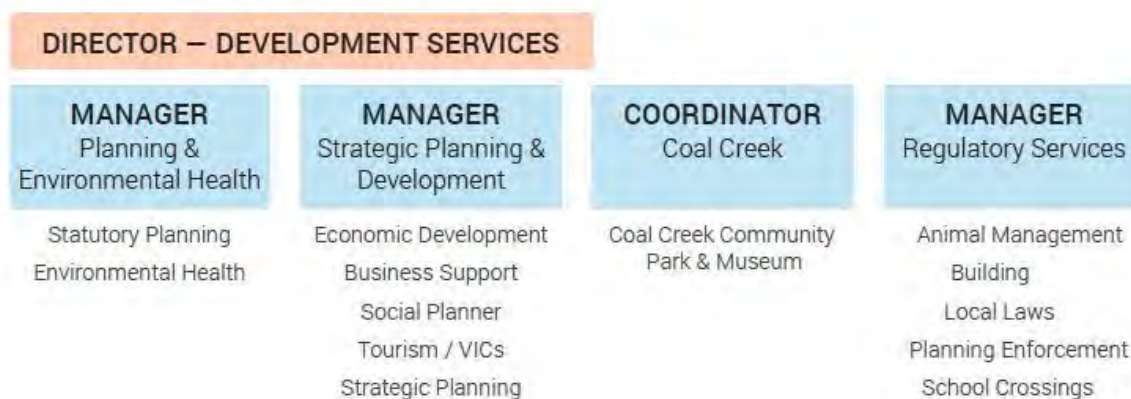 DIRECTOR — DEVELOPMENT SERVICES
MANAGER
Planning &
Environmental Health
Statutory Planning
Environmental Health
MANAGER
Strategic Planning &
Development
Economic Development
Business Support
Social Planner
Tourism / VICs
Strategic Planning
COORDINATOR
Coal Creek
Coal Creek Community
Park & Museum
MANAGER
Regulatory Services
Animal Management
Building
Local Laws
Planning Enforcement
School Crossings